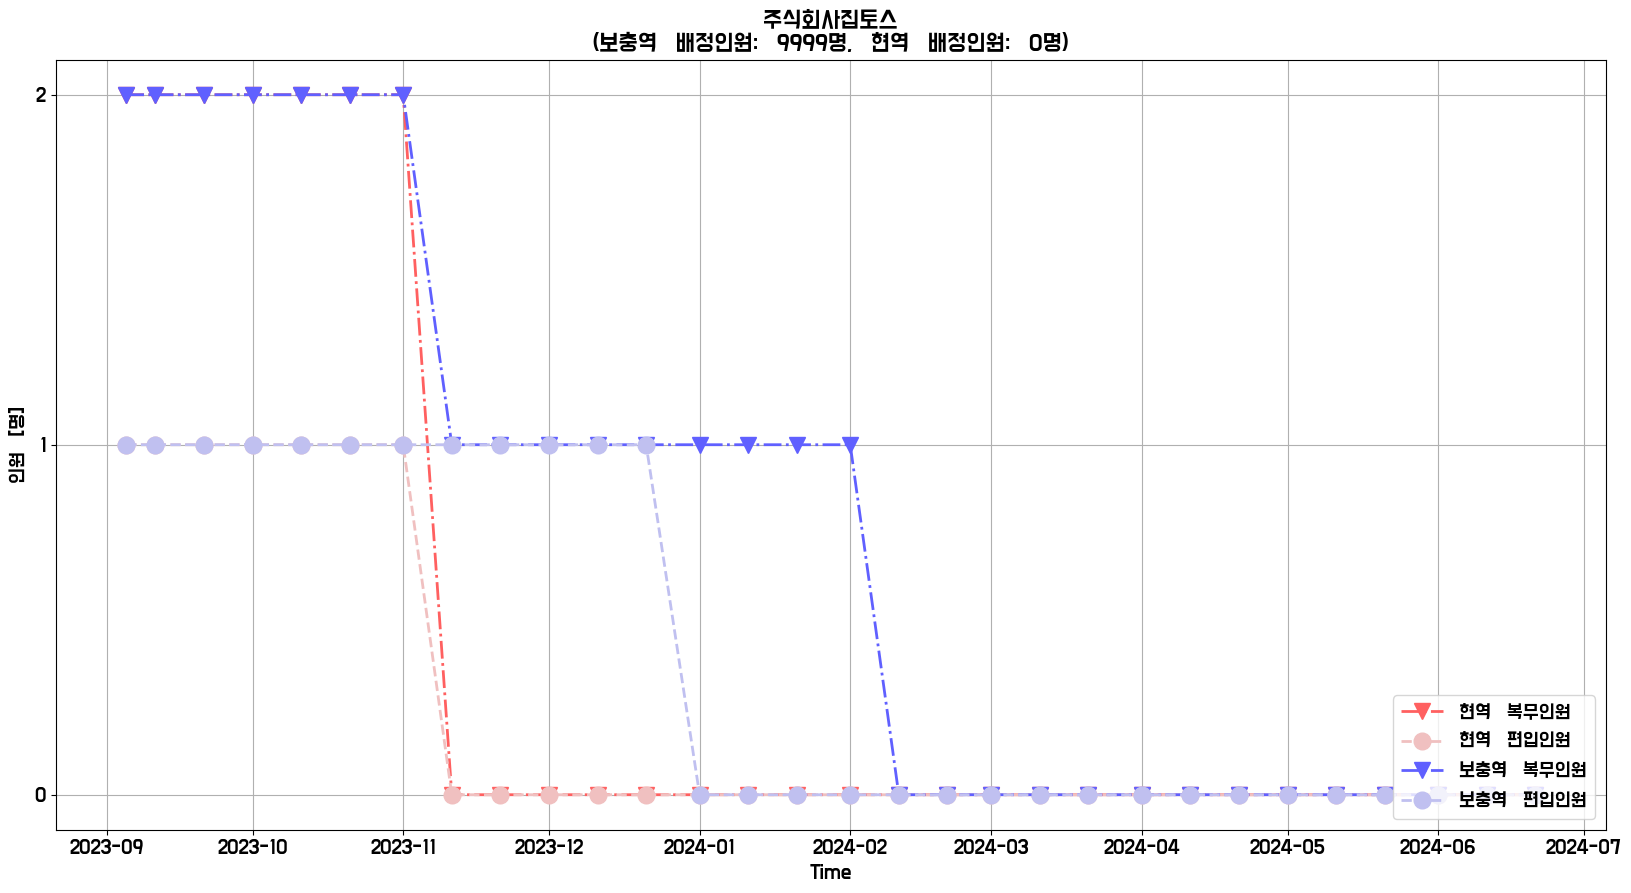 주식회사집토스
(보충역 배정인원: 9999명, 현역 배정인원: 0명)
2
1
0
인원 [명]
2023-09 2023-10 2023-11 2023-12 2024-01 2024-02 2024-03 2024-04 2024-05 2024-06 2024-07
Time
현역 복무인원
현역 편입인원
보충역 복무인원
보충역 편입인원